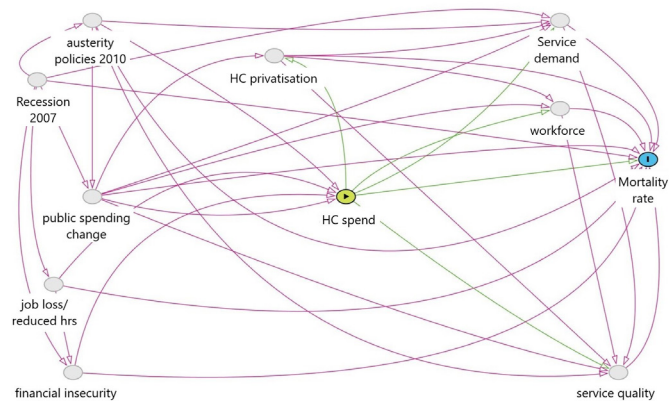 austerity
policies 2010
Service
demand
HC privatisation
Recession
2007
workforce
Mortality
rate
public spending
change
HC spend
job loss/
reduced hrs
financial insecurity
service quality